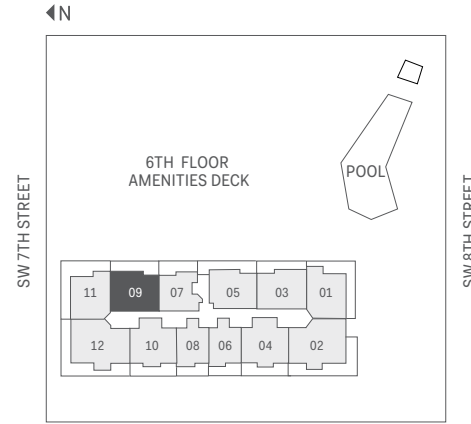 N
6TH FLOOR
AMENITIES DECK
POOL
SW 7TH STREET
SW 8TH STREET
11
09
07
05
03
01
12
10
08
06
04
02